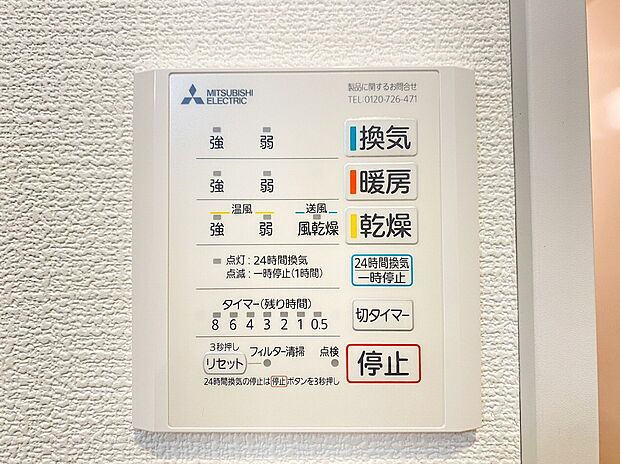 MITSUBISHI
ELECTRIC
製品に関するお問合せ
TEL:0120-726-471
強 弱 換気
強 弱 暖房
温風 送風
強 弱 風乾燥 乾燥
点灯:24時間換気
点滅:一時停止(1時間)
24時間換気
一時停止
タイマー(残り時間)
8 6 4 3 2 1 0.5
切タイマー
3秒押し
リセット フィルター清掃 点検
停止
24時間換気の停止は停止ボタンを3秒押し